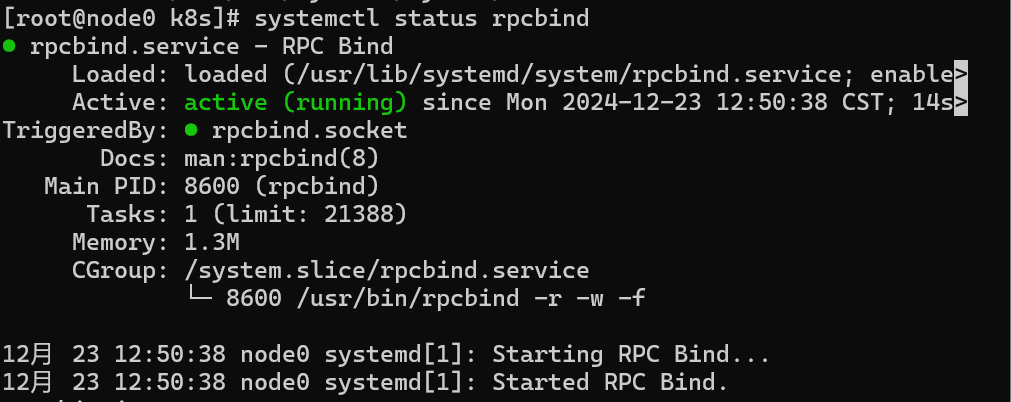 [root@node0 k8s]# systemctl status rpcbind
● rpcbind.service - RPC Bind
Loaded: loaded (/usr/lib/systemd/system/rpcbind.service; enable>
Active: active (running) since Mon 2024-12-23 12:50:38 CST; 14s>
TriggeredBy: ● rpcbind.socket
Docs: man:rpcbind(8)
Main PID: 8600 (rpcbind)
Tasks: 1 (limit: 21388)
Memory: 1.3M
CGroup: /system.slice/rpcbind.service
└─ 8600 /usr/bin/rpcbind -r -w -f
12月 23 12:50:38 node0 systemd[1]: Starting RPC Bind...
12月 23 12:50:38 node0 systemd[1]: Started RPC Bind.